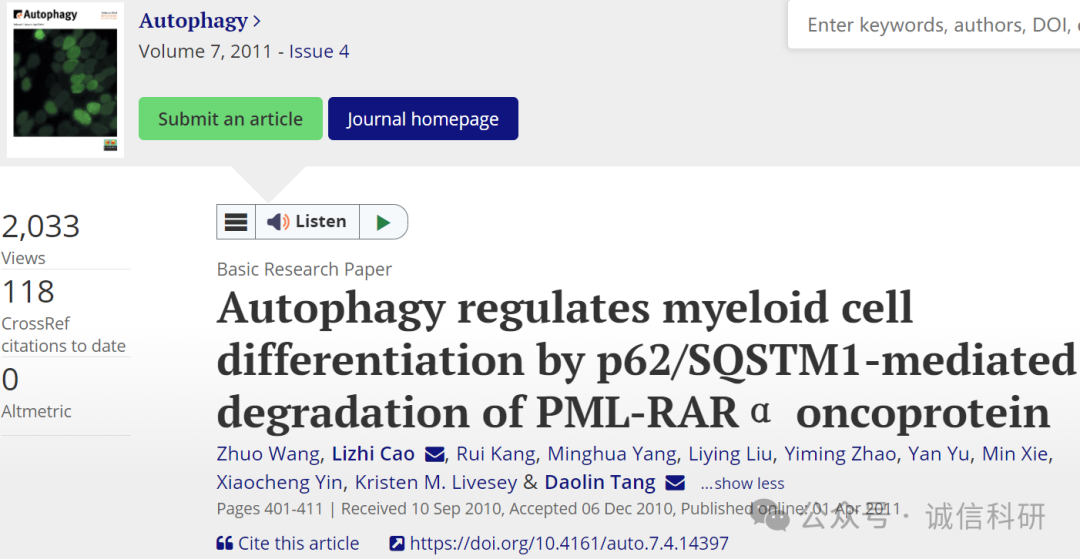 Autophagy
Autophagy >
Volume 7, 2011 - Issue 4
Enter keywords, authors, DOI,
Submit an article
Journal homepage
2,033
Views
118
CrossRef
citations to date
0
Altmetric
Listen
Basic Research Paper
Autophagy regulates myeloid cell
differentiation by p62/SQSTM1-mediated
degradation of PML-RAR α oncoprotein
Zhuo Wang, Lizhi Cao, Rui Kang, Minghua Yang, Liying Liu, Yiming Zhao, Yan Yu, Min Xie,
Xiaocheng Yin, Kristen M. Livesey & Daolin Tang ...show less
Pages 401-411 | Received 10 Sep 2010, Accepted 06 Dec 2010, Published online: 01 Apr 2011
公众号 · 诚信科研
Cite this article https://doi.org/10.4161/auto.7.4.14397